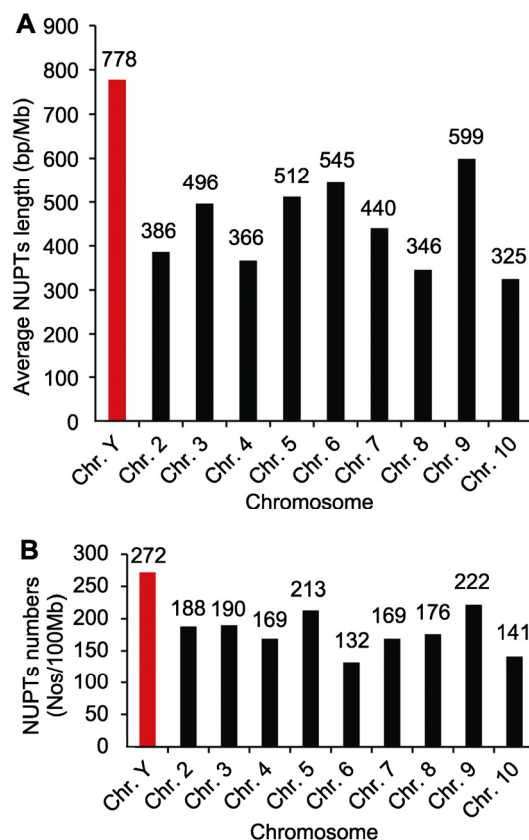 A
Average NUPTs length (bp/Mb)
900
800
700
600
500
400
300
200
100
0
778
386
496
366
512
545
440
346
599
325
Chr. Y
Chr. 2
Chr. 3
Chr. 4
Chr. 5
Chr. 6
Chr. 7
Chr. 8
Chr. 9
Chr. 10
Chromosome
B
NUPTs numbers
(Nos/100Mb)
300
250
200
150
100
50
0
272
188
190
169
213
132
169
176
222
141
Chr. Y
Chr. 2
Chr. 3
Chr. 4
Chr. 5
Chr. 6
Chr. 7
Chr. 8
Chr. 9
Chr. 10
Chromosome